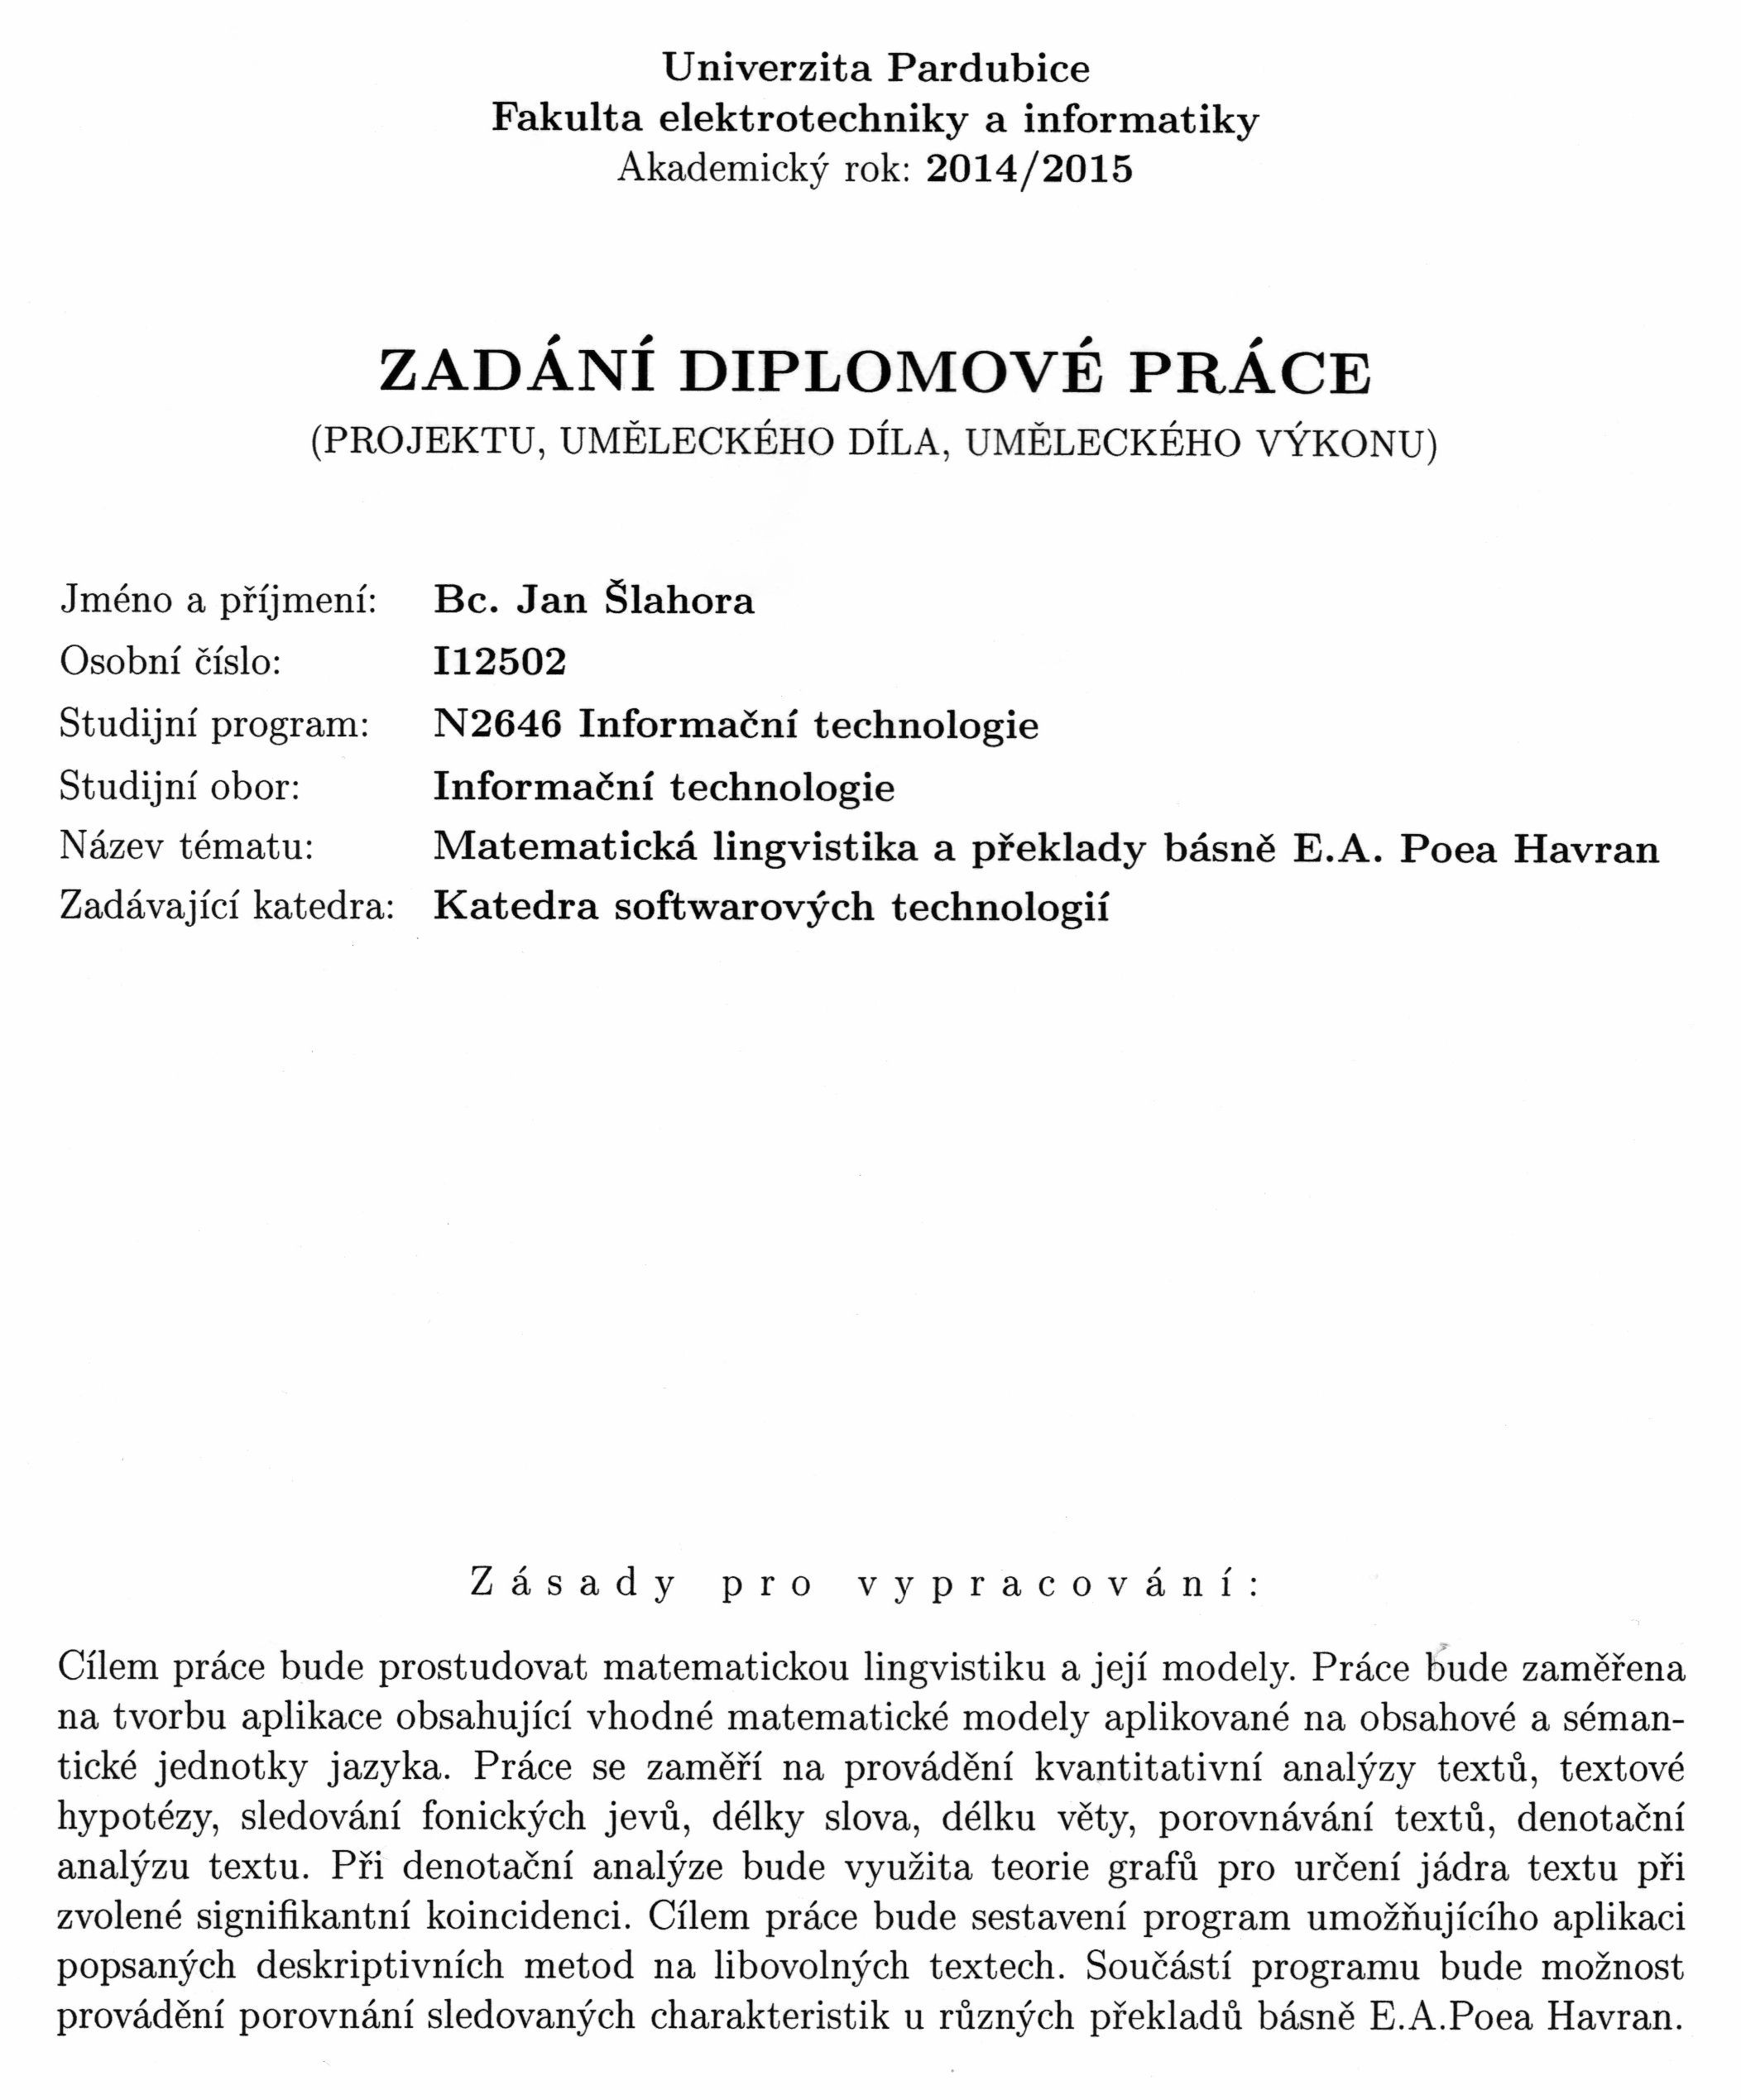 Univerzita Pardubice
Fakulta elektrotechniky a informatiky
Akademický rok: 2014/2015
ZADÁNÍ DIPLOMOVÉ PRÁCE
(PROJEKTU, UMĚLECKÉHO DÍLA, UMĚLECKÉHO VÝKONU)
Jméno a příjmení: Bc. Jan Šlahora
Osobní číslo: I12502
Studijní program: N2646 Informační technologie
Studijní obor: Informační technologie
Název tématu: Matematická lingvistika a překlady básně E.A. Poea Havran
Zadávající katedra: Katedra softwarových technologií
Zásady pro vypracování:
Cílem práce bude prostudovat matematickou lingvistiku a její modely. Práce bude zaměřena
na tvorbu aplikace obsahující vhodné matematické modely aplikované na obsahové a séman-
tické jednotky jazyka. Práce se zaměří na provádění kvantitativní analýzy textů, textové
hypotézy, sledování fonických jevů, délky slova, délku věty, porovnávání textů, denotační
analýzu textu. Při denotační analýze bude využita teorie grafů pro určení jádra textu při
zvolené signifikantní koincidenci. Cílem práce bude sestavení program umožňujícího aplikaci
popsaných deskriptivních metod na libovolných textech. Součástí programu bude možnost
provádění porovnání sledovaných charakteristik u různých překladů básně E.A.Poea Havran.